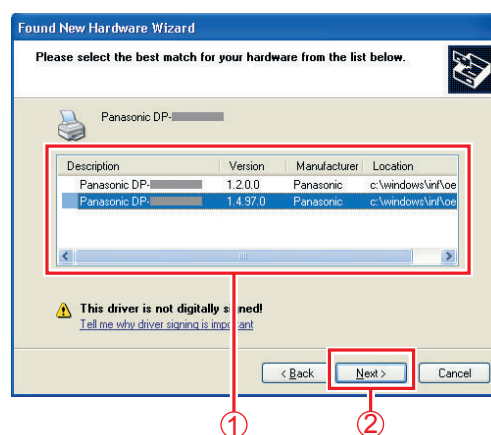 Found New Hardware Wizard
Please select the best match for your hardware from the list below.
Panasonic DP-
Description Version Manufacturer Location
Panasonic DP- 1.2.0.0 Panasonic c:\windows\inf\oe
Panasonic DP- 1.4.97.0 Panasonic c:\windows\inf\oe
This driver is not digitally signed!
Tell me why driver signing is important
< Back Next > Cancel
1 2